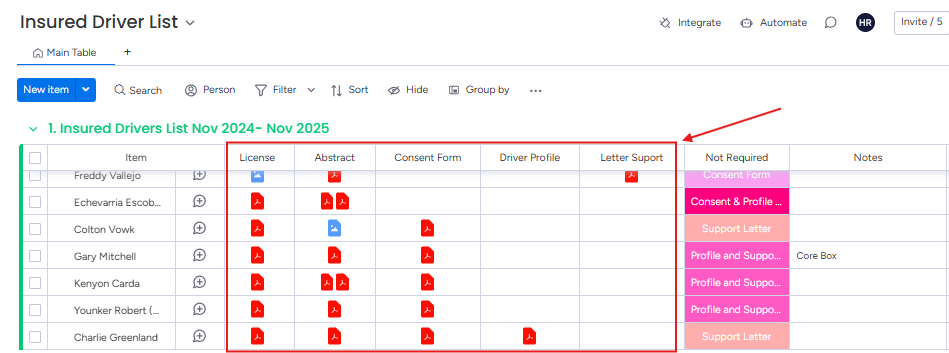 Insured Driver List
Integrate Automate HR Invite / 5
Main Table +
New item Search Person Filter Sort Hide Group by ...
1. Insured Drivers List Nov 2024- Nov 2025
Item License Abstract Consent Form Driver Profile Letter Suport Not Required Notes
Freddy Vallejo Consent Form
Echevarria Escob... Consent & Profile ...
Colton Vowk Support Letter
Gary Mitchell Profile and Suppo... Core Box
Kenyon Carda Profile and Suppo...
Younker Robert (... Profile and Suppo...
Charlie Greenland Support Letter